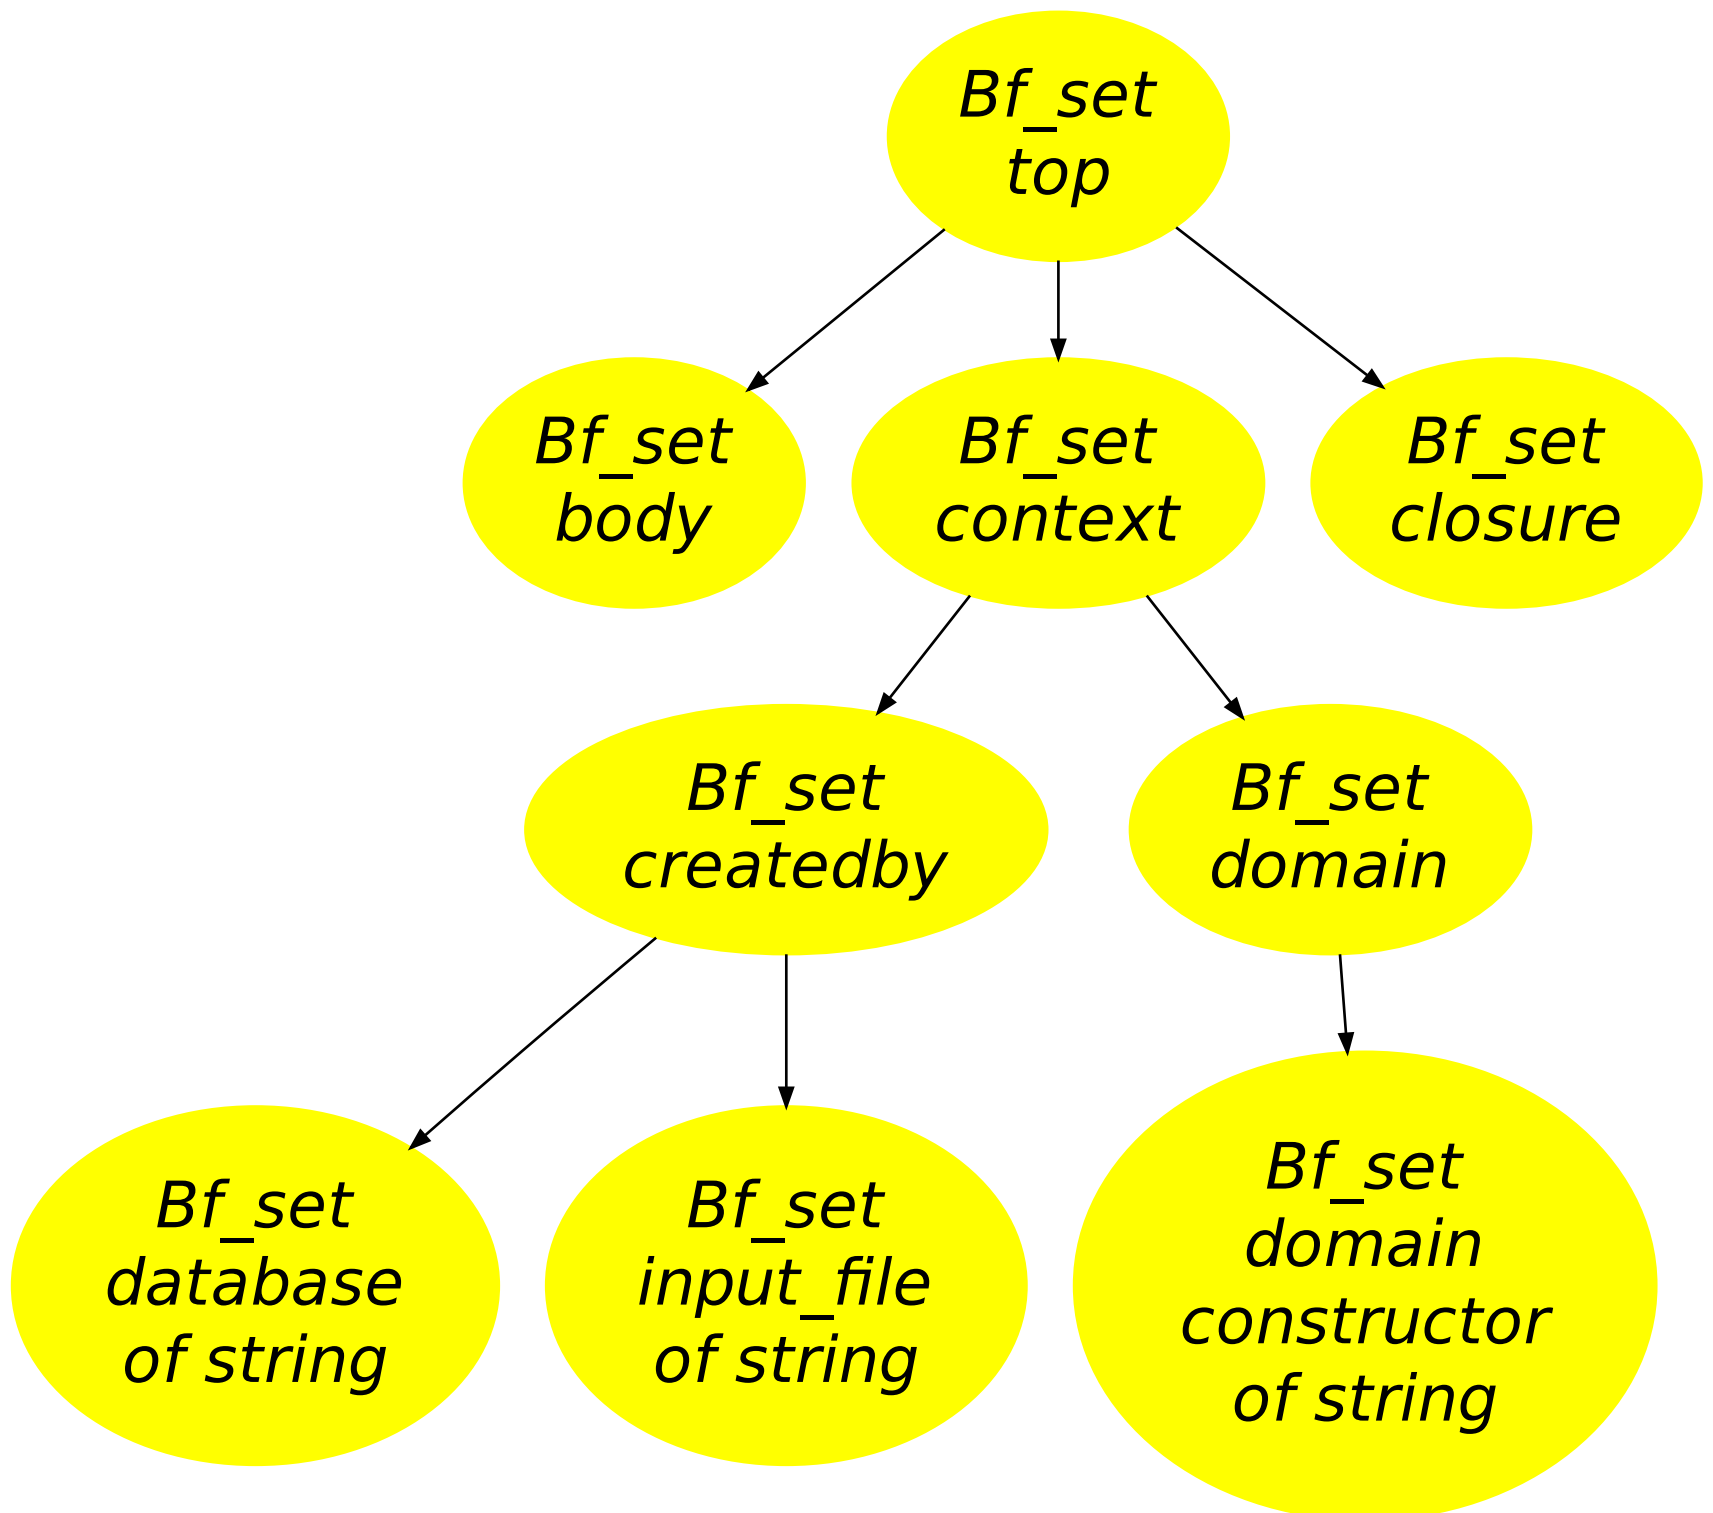 Bf_set
top
Bf_set
body
Bf_set
context
Bf_set
closure
Bf_set
createdby
Bf_set
domain
Bf_set
database
of string
Bf_set
input_file
of string
Bf_set
domain
constructor
of string